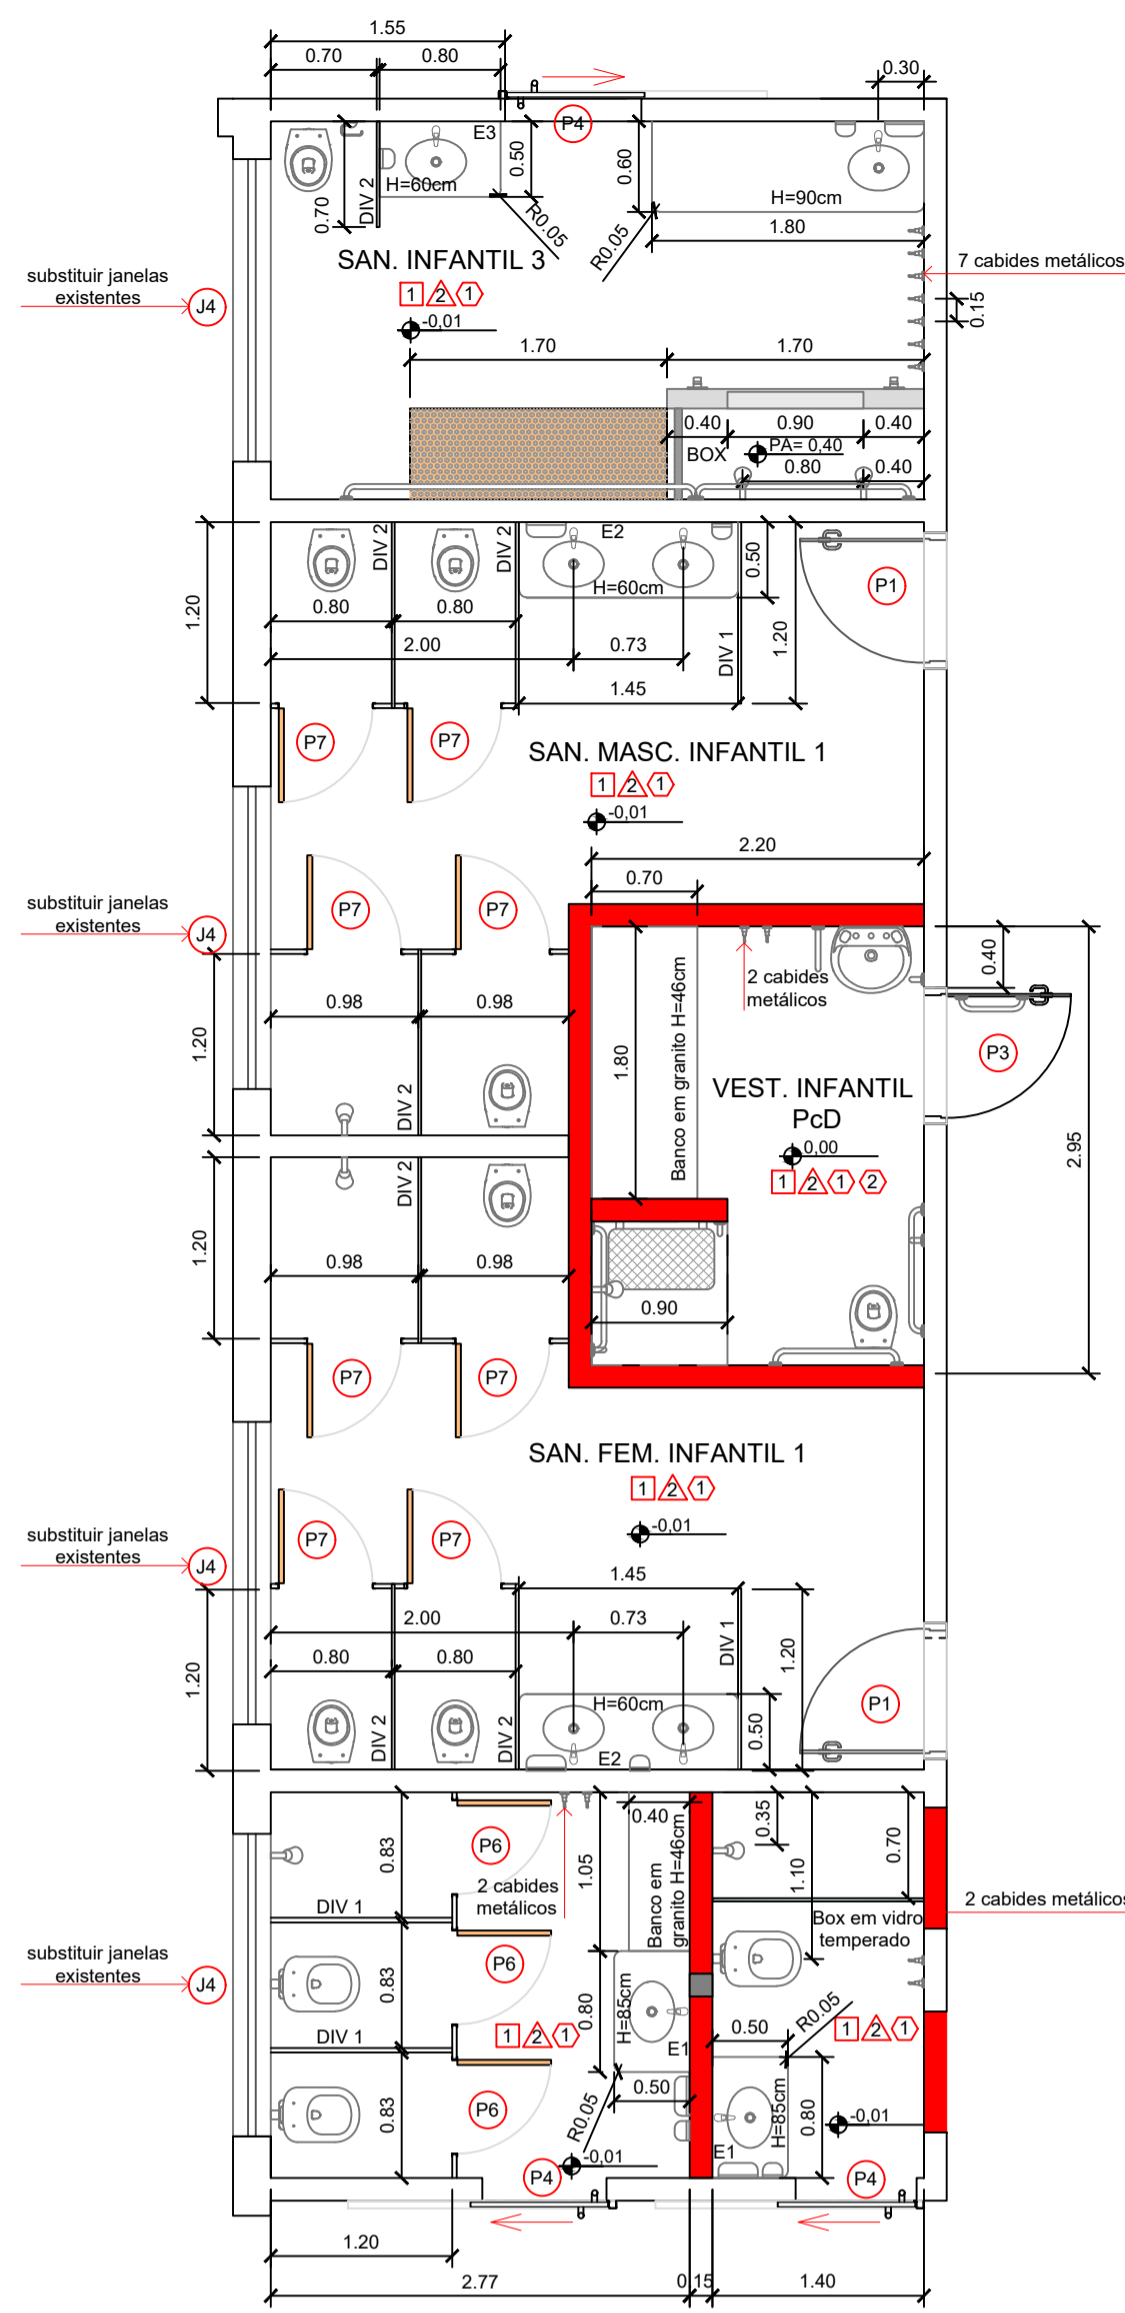 1.55
0.70
0.80
0.30
P4
E3
0.50
0.60
H=60cm
H=90cm
0.70
DIV 2
R0.05
R0.05
1.80
SAN. INFANTIL 3
1 2 1
-0,01
substituir janelas
existentes
J4
7 cabides metálicos
0.15
1.70
1.70
0.40
0.90
0.40
BOX
PA= 0,40
0.80
0.40
1.20
DIV 2
DIV 2
E2
H=60cm
0.50
P1
0.80
0.80
1.20
2.00
0.73
DIV 1
1.45
P7
P7
SAN. MASC. INFANTIL 1
1 2 1
-0,01
2.20
0.70
substituir janelas
existentes
J4
P7
P7
0.40
2 cabides
metálicos
Banco em granito H=46cm
0.98
0.98
1.20
1.80
P3
DIV 2
VEST. INFANTIL
PcD
0,00
1 2 1 2
2.95
DIV 2
1.20
0.98
0.98
0.90
P7
P7
SAN. FEM. INFANTIL 1
1 2 1
-0,01
substituir janelas
existentes
J4
P7
P7
1.45
2.00
0.73
DIV 1
1.20
1.20
0.80
0.80
H=60cm
P1
0.50
DIV 2
DIV 2
E2
0.40
0.35
0.70
0.83
P6
1.05
Banco em
granito H=46cm
1.10
2 cabides
metálicos
2 cabides metálicos
DIV 1
Box em vidro
temperado
substituir janelas
existentes
J4
0.83
P6
0.80
H=85cm
R0.05
1 2 1
E1
0.50
1 2 1
DIV 1
0.83
P6
0.50
R0.05
H=85cm
0.80
-0,01
E1
-0,01
P4
P4
1.20
2.77
0.15
1.40